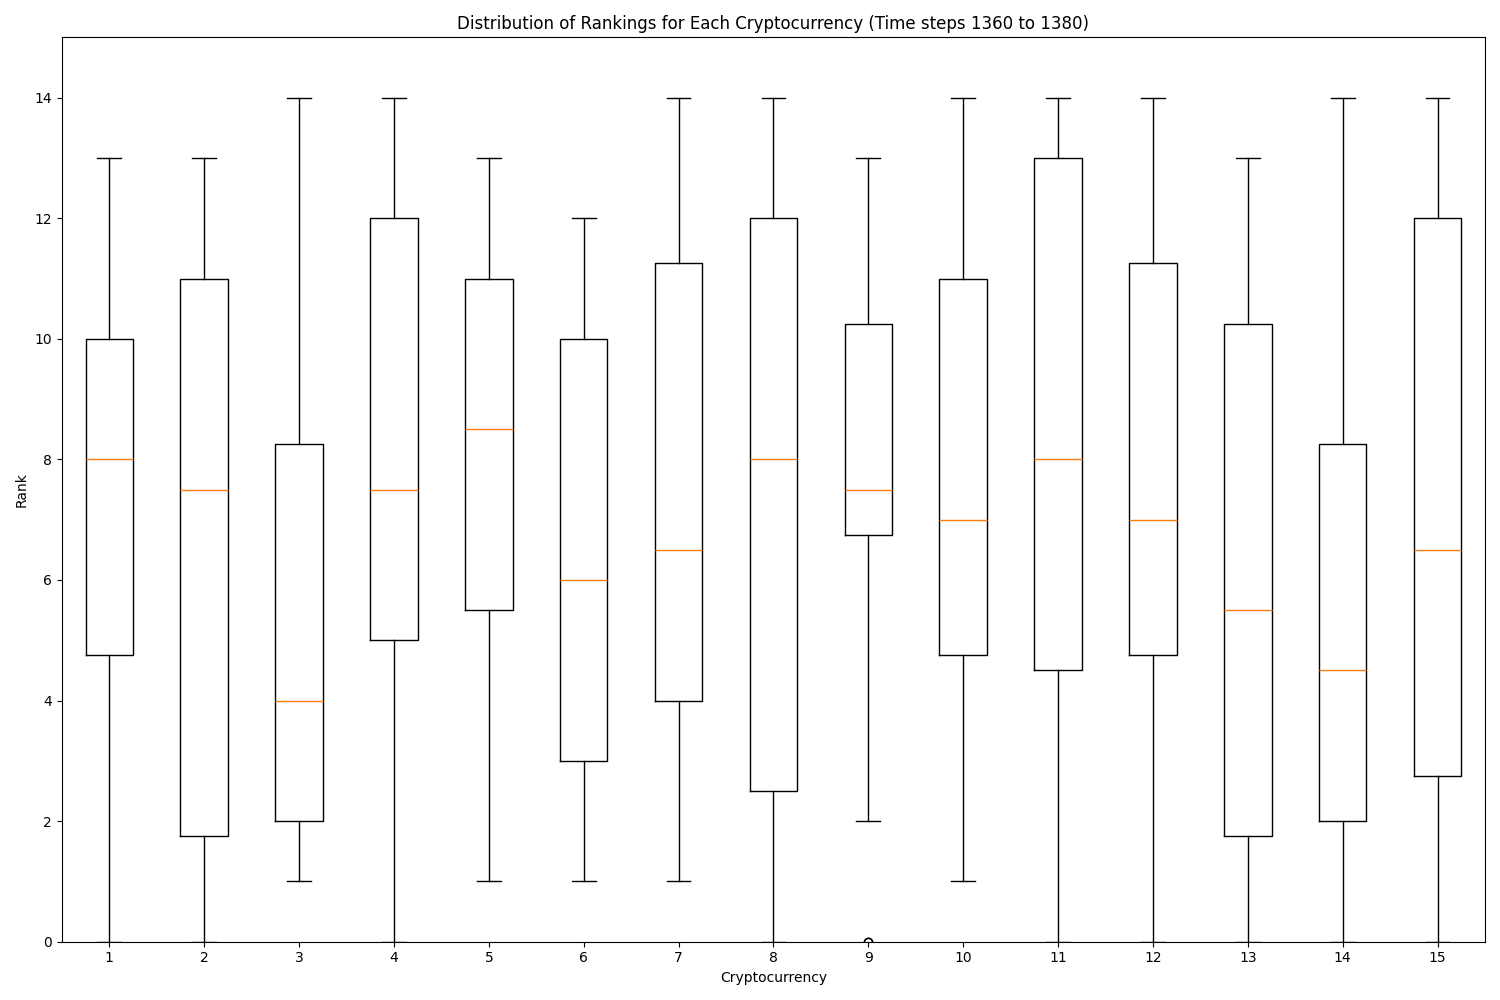 Distribution of Rankings for Each Cryptocurrency (Time steps 1360 to 1380)
Rank
14
12
10
8
6
4
2
0
1 2 3 4 5 6 7 8 9 10 11 12 13 14 15
Cryptocurrency